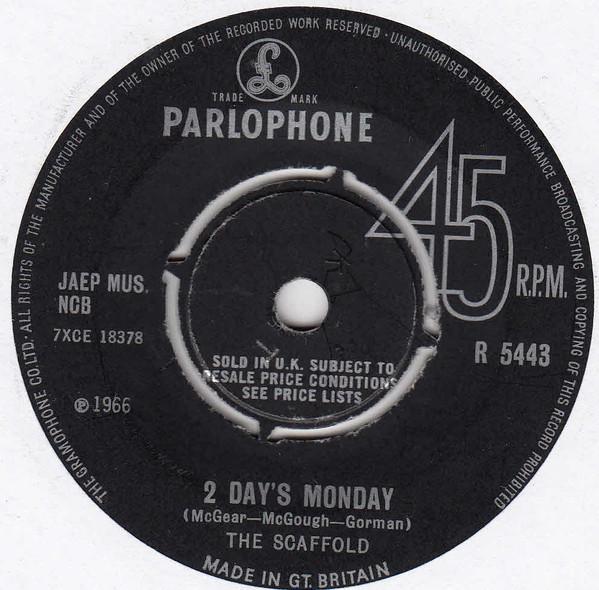 THE GRAMOPHONE CO.LTD. · ALL RIGHTS OF THE MANUFACTURER AND OF THE OWNER OF THE RECORDED WORK RESERVED · UNAUTHORISED PUBLIC PERFORMANCE BROADCASTING AND COPYING OF THIS RECORD PROHIBITED
£
TRADE MARK
PARLOPHONE
45
R.P.M.
JAEP MUS.
NCB
7XCE 18378
R 5443
SOLD IN U.K. SUBJECT TO
RESALE PRICE CONDITIONS
SEE PRICE LISTS
℗ 1966
2 DAY'S MONDAY
(McGear—McGough—Gorman)
THE SCAFFOLD
MADE IN GT. BRITAIN